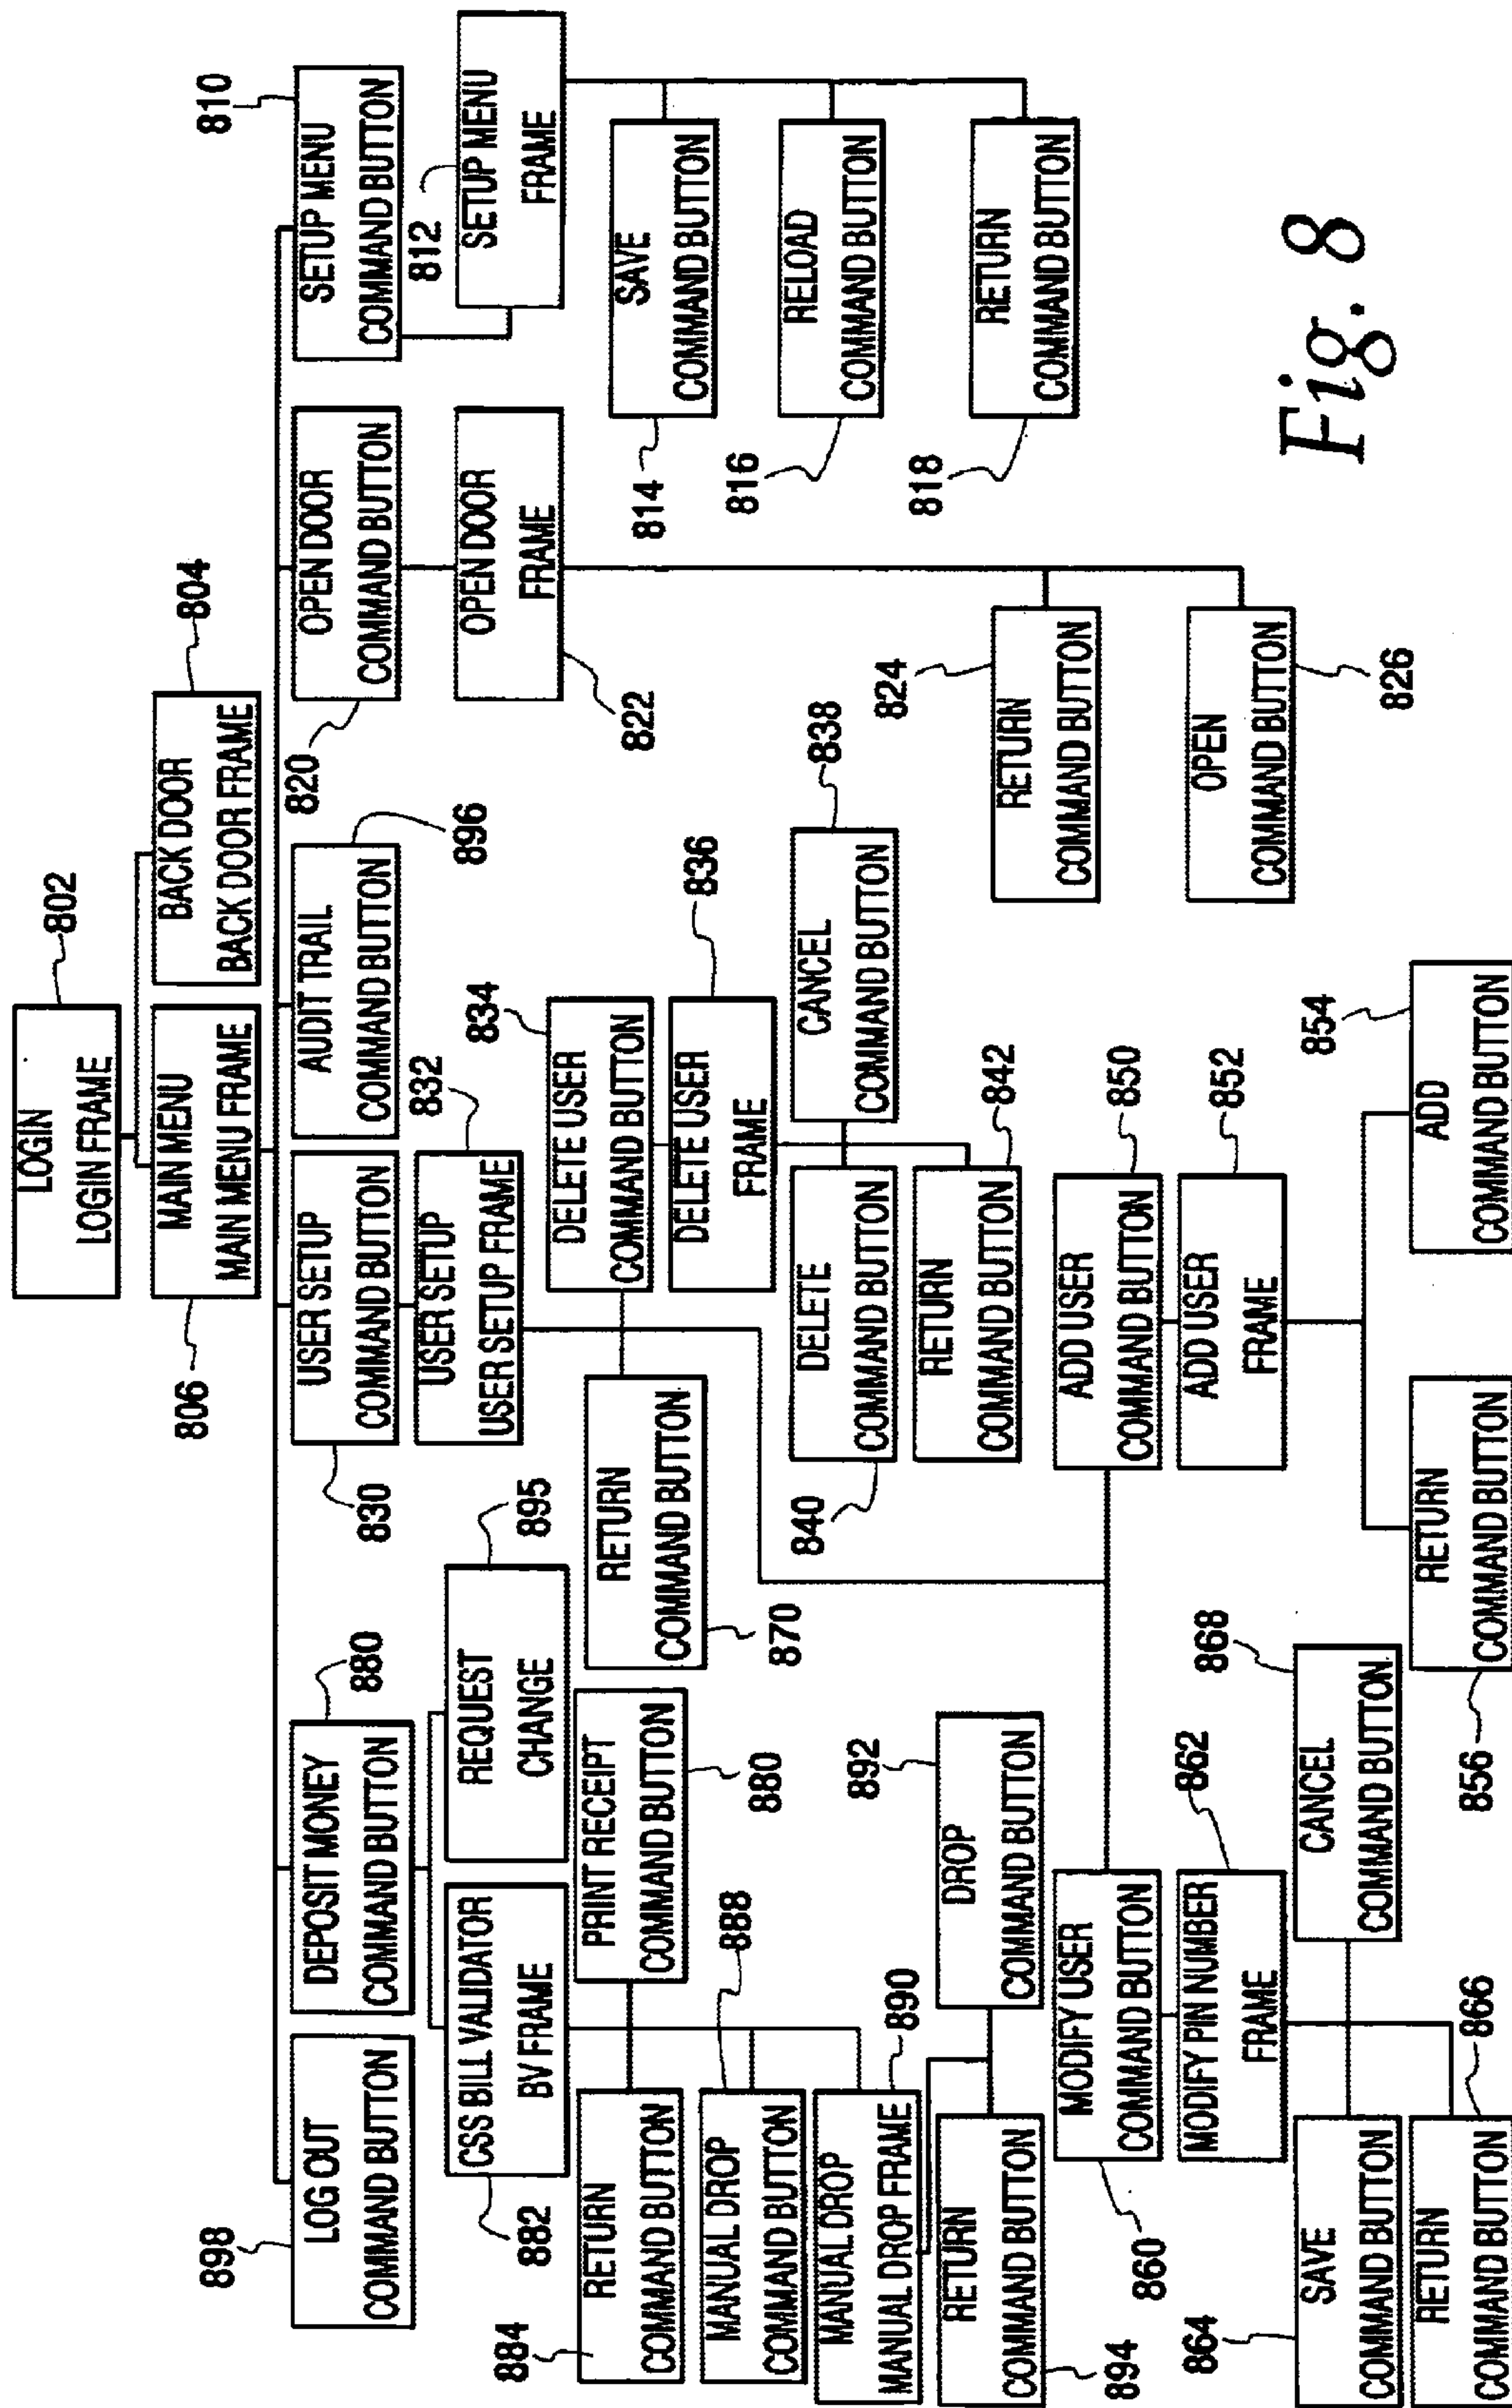 LOGIN
LOGIN FRAME
802
MAIN MENU
MAIN MENU FRAME
806
BACK DOOR
BACK DOOR FRAME
804
LOG OUT
COMMAND BUTTON
898
DEPOSIT MONEY
COMMAND BUTTON
880
USER SETUP
COMMAND BUTTON
830
AUDIT TRAIL
COMMAND BUTTON
896
OPEN DOOR
COMMAND BUTTON
820
SETUP MENU
COMMAND BUTTON
810
CSS BILL VALIDATOR
BV FRAME
882
REQUEST
CHANGE
895
USER SETUP
USER SETUP FRAME
832
OPEN DOOR
FRAME
822
SETUP MENU
FRAME
812
RETURN
COMMAND BUTTON
884
PRINT RECEIPT
COMMAND BUTTON
880
RETURN
COMMAND BUTTON
870
DELETE USER
COMMAND BUTTON
834
SAVE
COMMAND BUTTON
814
MANUAL DROP
COMMAND BUTTON
888
DELETE USER
FRAME
836
RELOAD
COMMAND BUTTON
816
MANUAL DROP
MANUAL DROP FRAME
890
DELETE
COMMAND BUTTON
840
CANCEL
COMMAND BUTTON
838
RETURN
COMMAND BUTTON
894
DROP
COMMAND BUTTON
892
RETURN
COMMAND BUTTON
842
RETURN
COMMAND BUTTON
824
RETURN
COMMAND BUTTON
818
MODIFY USER
COMMAND BUTTON
860
ADD USER
COMMAND BUTTON
850
MODIFY PIN NUMBER
FRAME
862
ADD USER
FRAME
852
OPEN
COMMAND BUTTON
826
SAVE
COMMAND BUTTON
864
CANCEL
COMMAND BUTTON
868
RETURN
COMMAND BUTTON
866
RETURN
COMMAND BUTTON
856
ADD
COMMAND BUTTON
854
Fig. 8